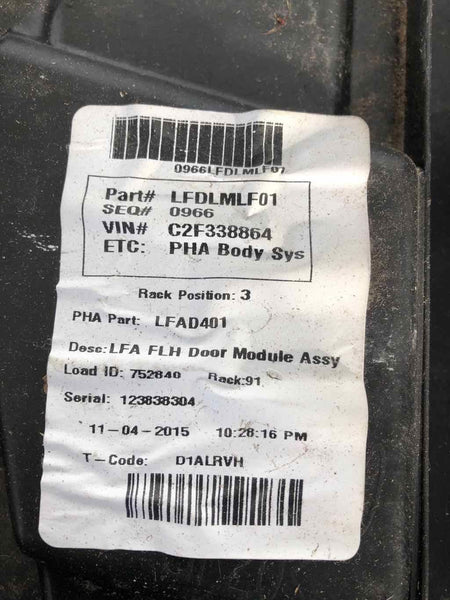 0966LFDLMLF07
Part# LFDLMLF01
SEQ# 0966
VIN# C2F338864
ETC: PHA Body Sys
Rack Position: 3
PHA Part: LFAD401
Desc: LFA FLH Door Module Assy
Load ID: 752840 Rack: 91
Serial: 123838304
11-04-2015 10:28:16 PM
T-Code: D1ALRVH